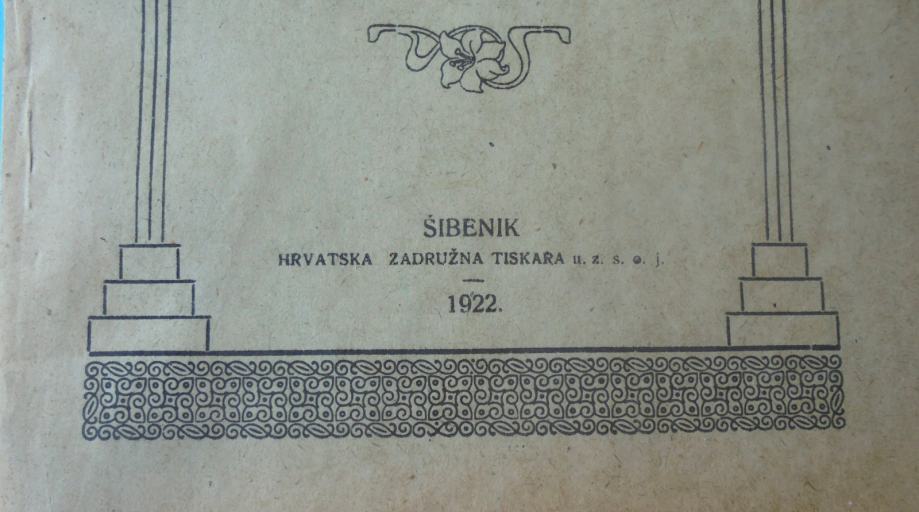 ŠIBENIK
HRVATSKA ZADRUŽNA TISKARA u. z. s. o. j.
1922.